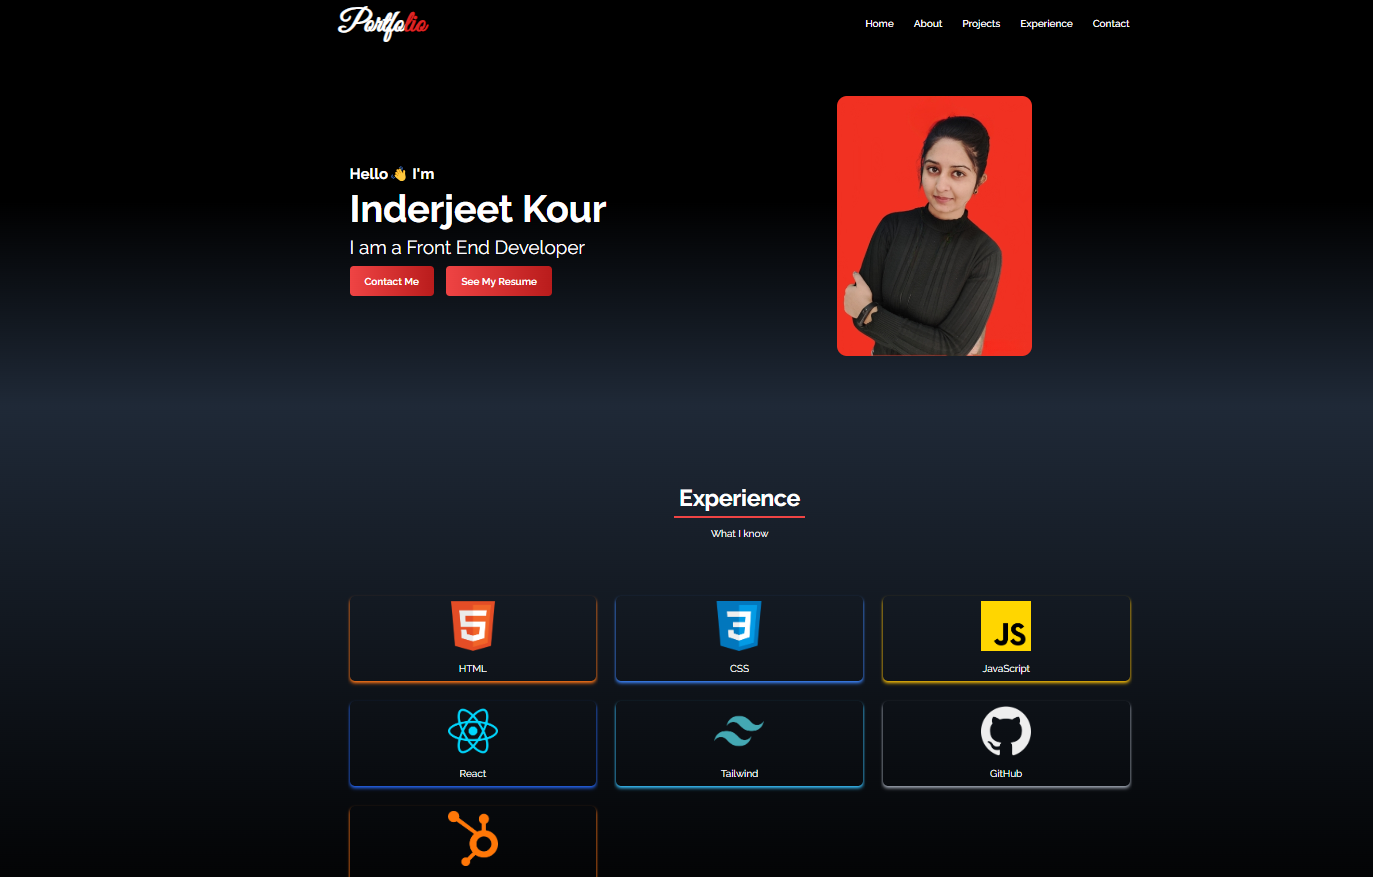 Portfolio
Home About Projects Experience Contact
Hello 👋 I'm
Inderjeet Kour
I am a Front End Developer
Contact Me See My Resume
Experience
What I know
5 3 JS
HTML CSS JavaScript
React Tailwind GitHub